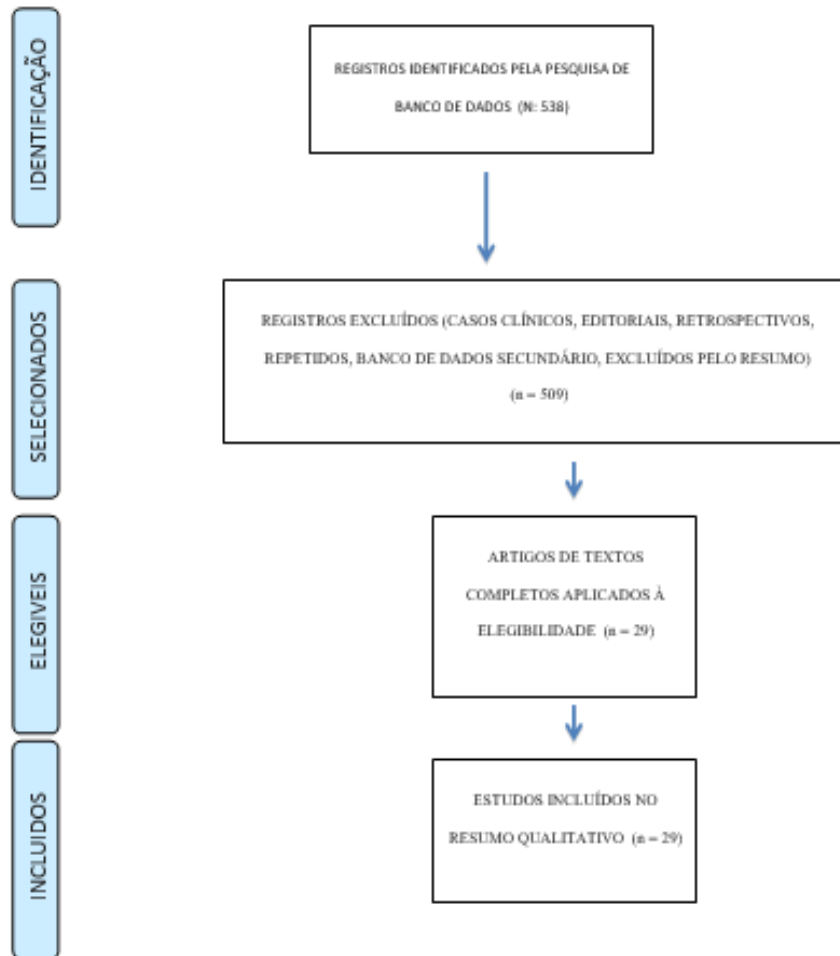 IDENTIFICAÇÃO
REGISTROS IDENTIFICADOS PELA PESQUISA DE
BANCO DE DADOS (N: 538)
SELECIONADOS
REGISTROS EXCLUÍDOS (CASOS CLÍNICOS, EDITORIAIS, RETROSPECTIVOS,
REPETIDOS, BANCO DE DADOS SECUNDÁRIO, EXCLUÍDOS PELO RESUMO)
(n = 509)
ELEGIVEIS
ARTIGOS DE TEXTOS
COMPLETOS APLICADOS À
ELEGIBILIDADE (n = 29)
INCLUIDOS
ESTUDOS INCLUÍDOS NO
RESUMO QUALITATIVO (n = 29)